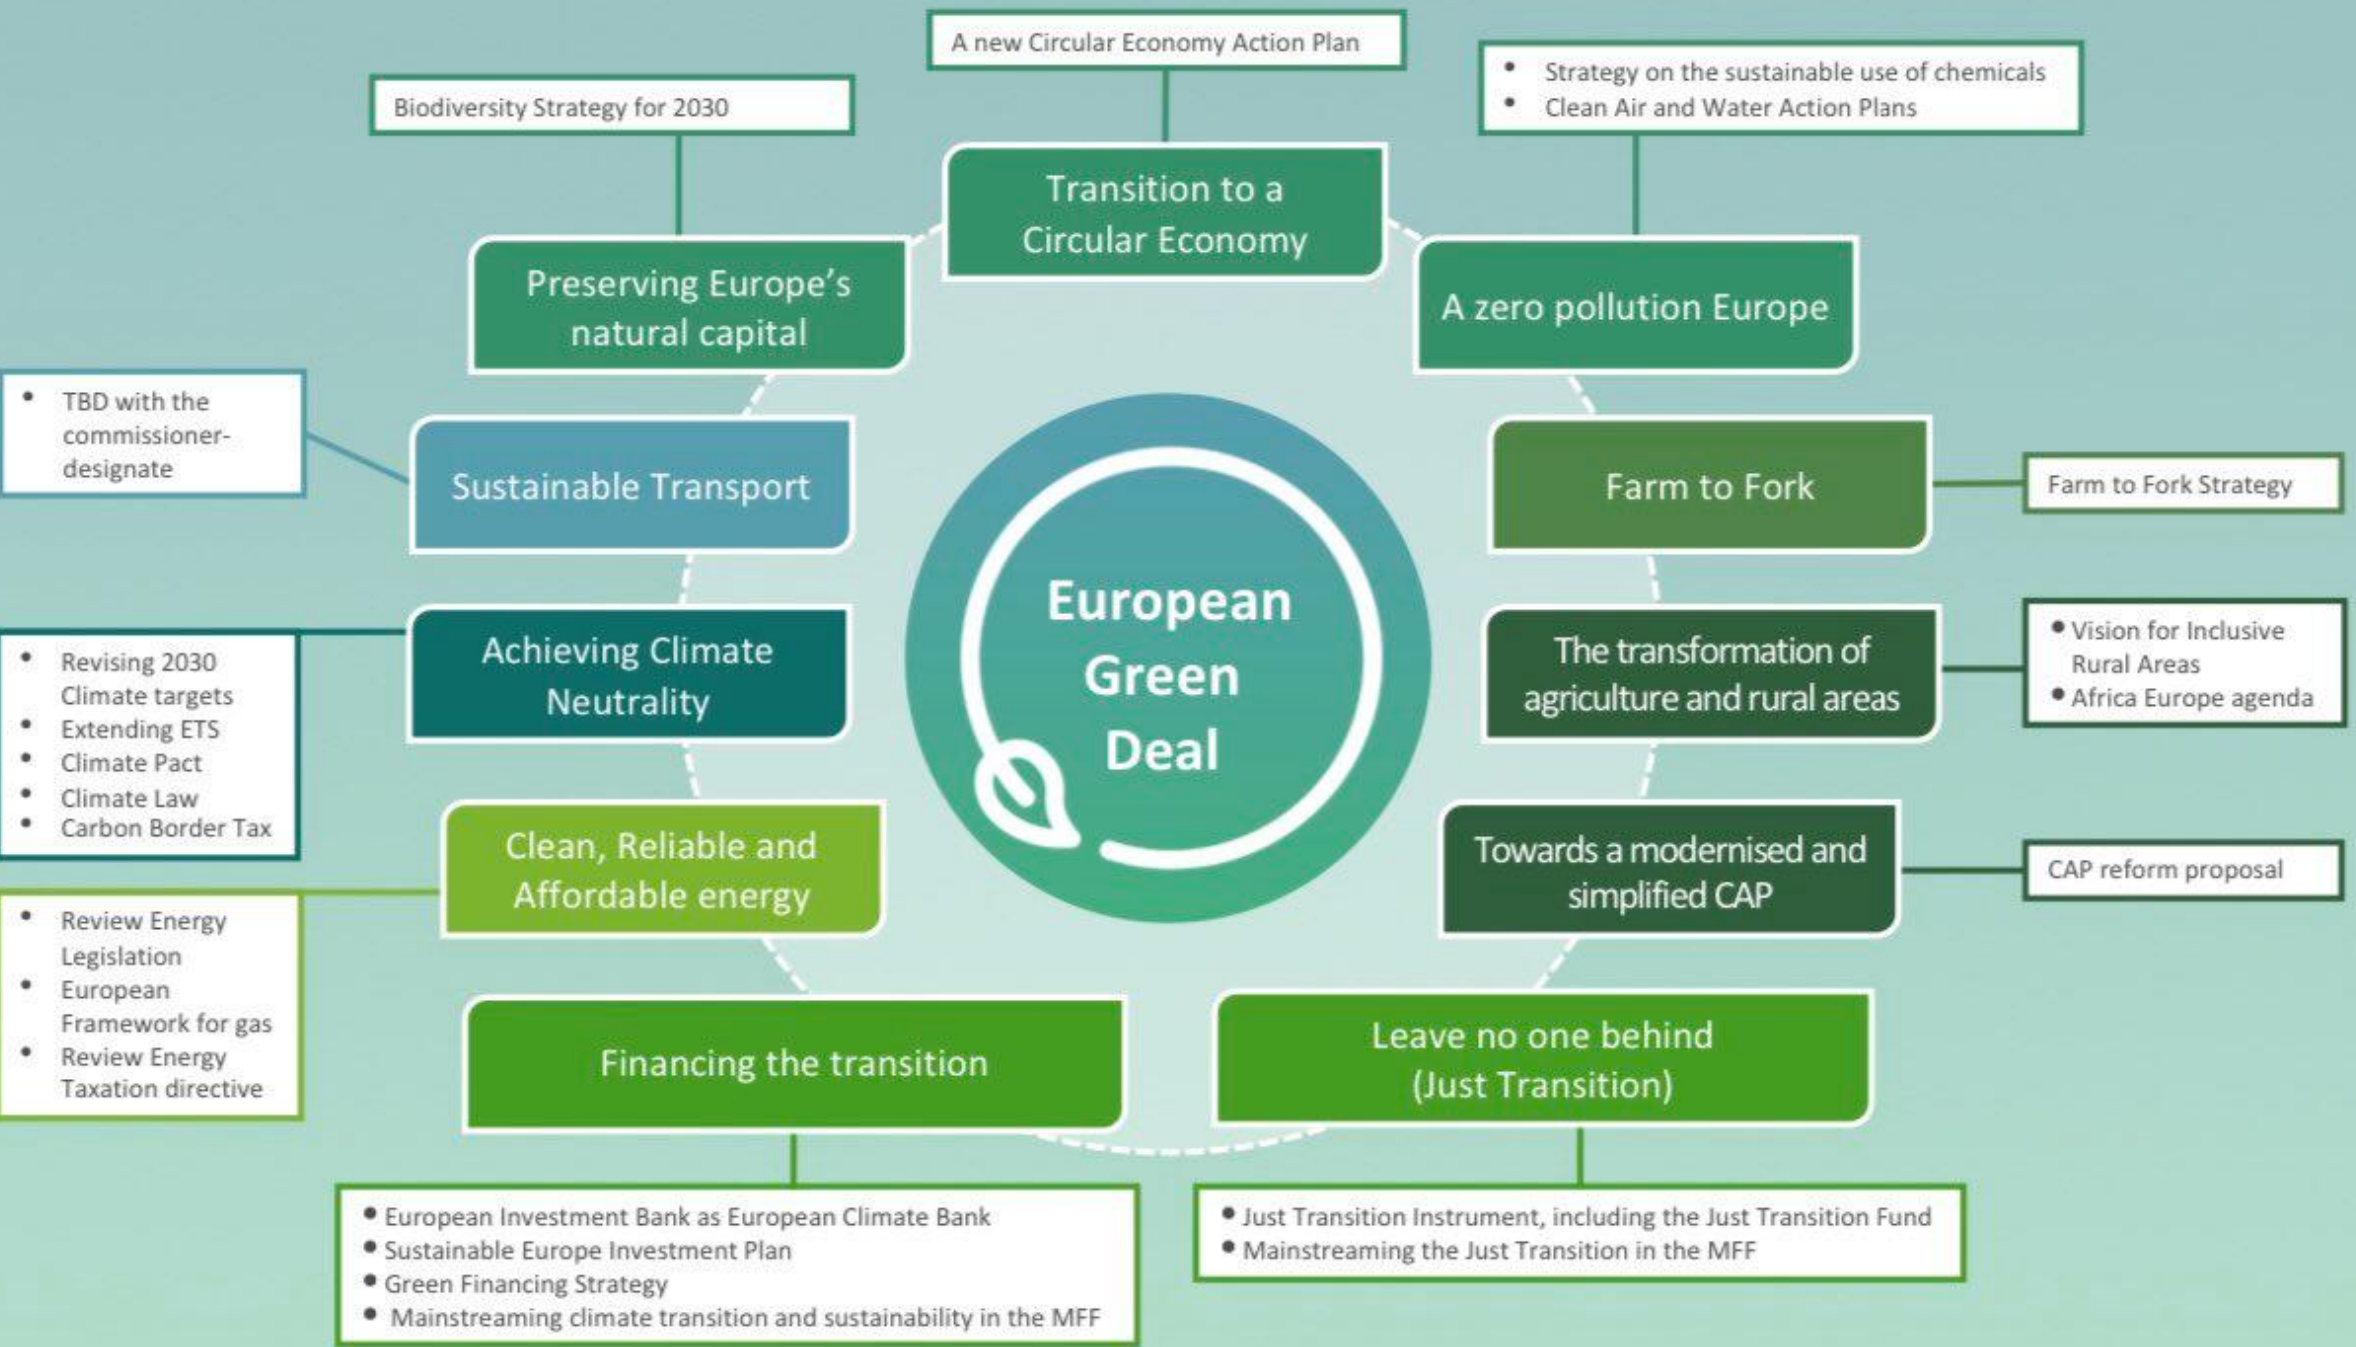 A new Circular Economy Action Plan
• Strategy on the sustainable use of chemicals
• Clean Air and Water Action Plans
Biodiversity Strategy for 2030
Transition to a
Circular Economy
Preserving Europe's
natural capital
A zero pollution Europe
• TBD with the
commissioner-
designate
Sustainable Transport
Farm to Fork
Farm to Fork Strategy
European
Green
Deal
• Revising 2030
Climate targets
• Extending ETS
• Climate Pact
• Climate Law
• Carbon Border Tax
Achieving Climate
Neutrality
The transformation of
agriculture and rural areas
• Vision for Inclusive
Rural Areas
• Africa Europe agenda
• Review Energy
Legislation
• European
Framework for gas
• Review Energy
Taxation directive
Clean, Reliable and
Affordable energy
Towards a modernised and
simplified CAP
CAP reform proposal
Financing the transition
Leave no one behind
(Just Transition)
• European Investment Bank as European Climate Bank
• Sustainable Europe Investment Plan
• Green Financing Strategy
• Mainstreaming climate transition and sustainability in the MFF
• Just Transition Instrument, including the Just Transition Fund
• Mainstreaming the Just Transition in the MFF